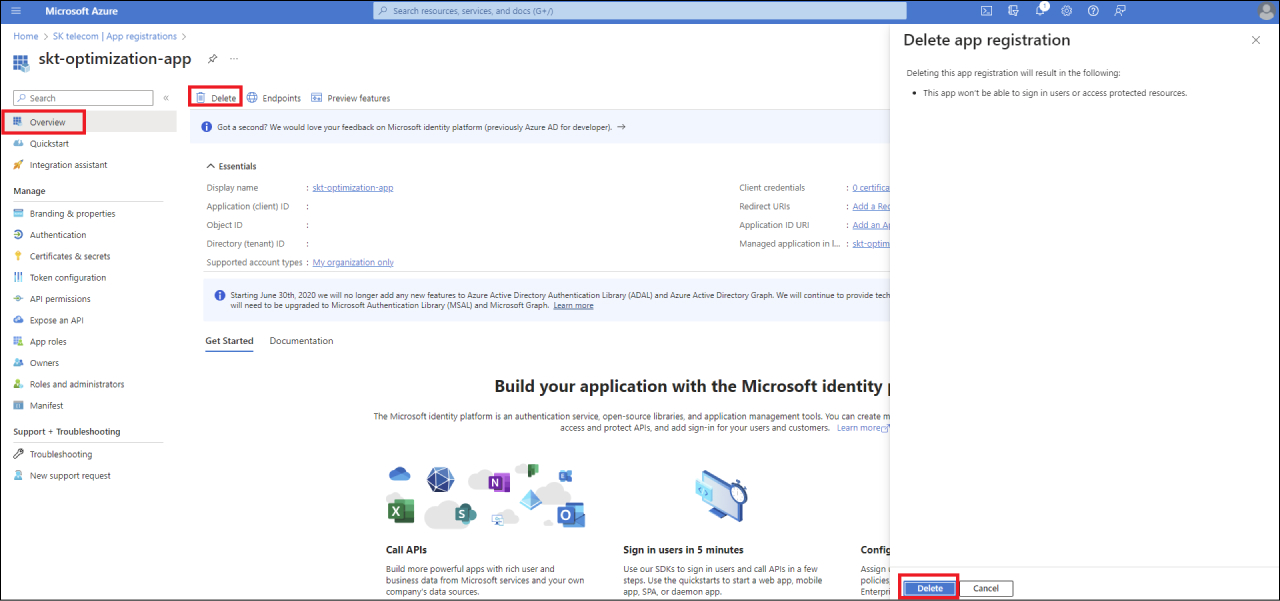 Microsoft Azure
Search resources, services, and docs (G+/)
1
Home > SK telecom | App registrations >
skt-optimization-app
...
Search
«
Overview
Quickstart
Integration assistant
Manage
Branding & properties
Authentication
Certificates & secrets
Token configuration
API permissions
Expose an API
App roles
Owners
Roles and administrators
Manifest
Support + Troubleshooting
Troubleshooting
New support request
Delete
Endpoints
Preview features
Got a second? We would love your feedback on Microsoft identity platform (previously Azure AD for developer). →
Essentials
Display name : skt-optimization-app
Application (client) ID :
Object ID :
Directory (tenant) ID :
Supported account types : My organization only
Client credentials : 0 certifica
Redirect URIs : Add a Red
Application ID URI : Add an Ap
Managed application in l... : skt-optim
Starting June 30th, 2020 we will no longer add any new features to Azure Active Directory Authentication Library (ADAL) and Azure Active Directory Graph. We will continue to provide tech
will need to be upgraded to Microsoft Authentication Library (MSAL) and Microsoft Graph. Learn more
Get Started
Documentation
Build your application with the Microsoft identity p
The Microsoft identity platform is an authentication service, open-source libraries, and application management tools. You can create m
access and protect APIs, and add sign-in for your users and customers. Learn more
Call APIs
Build more powerful apps with rich user and
business data from Microsoft services and your own
company's data sources.
Sign in users in 5 minutes
Use our SDKs to sign in users and call APIs in a few
steps. Use the quickstarts to start a web app, mobile
app, SPA, or daemon app.
Config
Assign u
policies,
Enterpri
Delete app registration
Deleting this app registration will result in the following:
• This app won't be able to sign in users or access protected resources.
Delete
Cancel